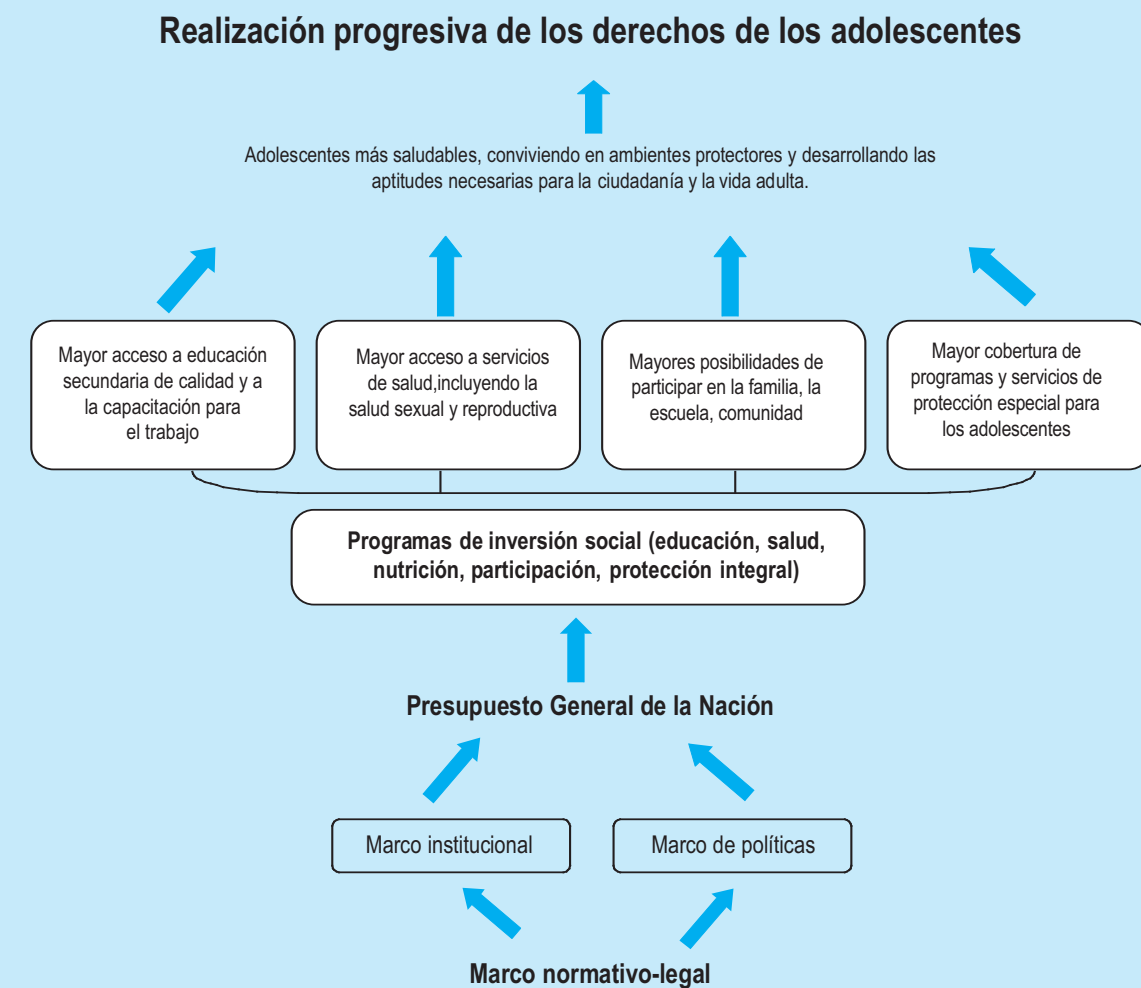 Realización progresiva de los derechos de los adolescentes
Adolescentes más saludables, conviviendo en ambientes protectores y desarrollando las
aptitudes necesarias para la ciudadanía y la vida adulta.
Mayor acceso a educación
secundaria de calidad y a
la capacitación para
el trabajo
Mayor acceso a servicios
de salud,incluyendo la
salud sexual y reproductiva
Mayores posibilidades de
participar en la familia, la
escuela, comunidad
Mayor cobertura de
programas y servicios de
protección especial para
los adolescentes
Programas de inversión social (educación, salud,
nutrición, participación, protección integral)
Presupuesto General de la Nación
Marco institucional
Marco de políticas
Marco normativo-legal